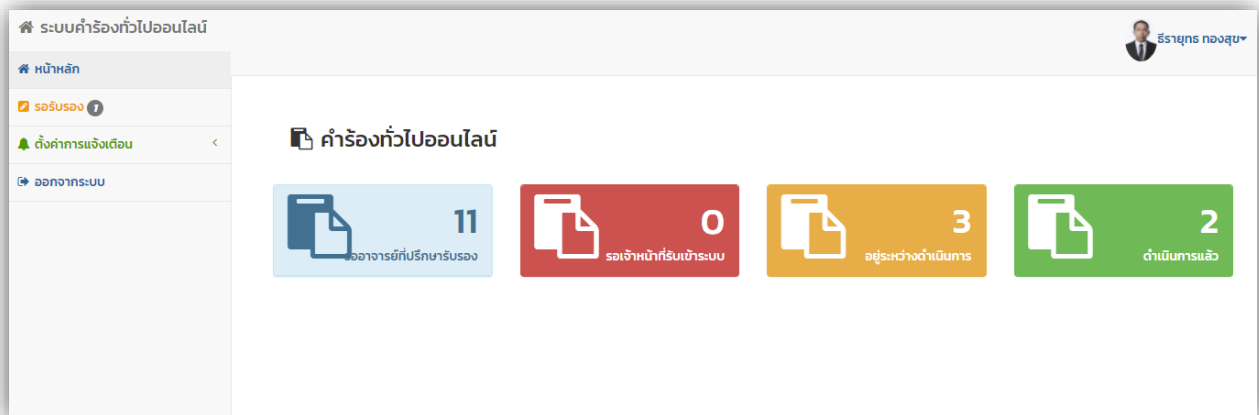 ระบบคำร้องทั่วไปออนไลน์
ธีรายุทธ ทองสุข
หน้าหลัก
รอรับรอง 1
ตั้งค่าการแจ้งเตือน
ออกจากระบบ
คำร้องทั่วไปออนไลน์
11
รออาจารย์ที่ปรึกษารับรอง
0
รอเจ้าหน้าที่รับเข้าระบบ
3
อยู่ระหว่างดำเนินการ
2
ดำเนินการแล้ว